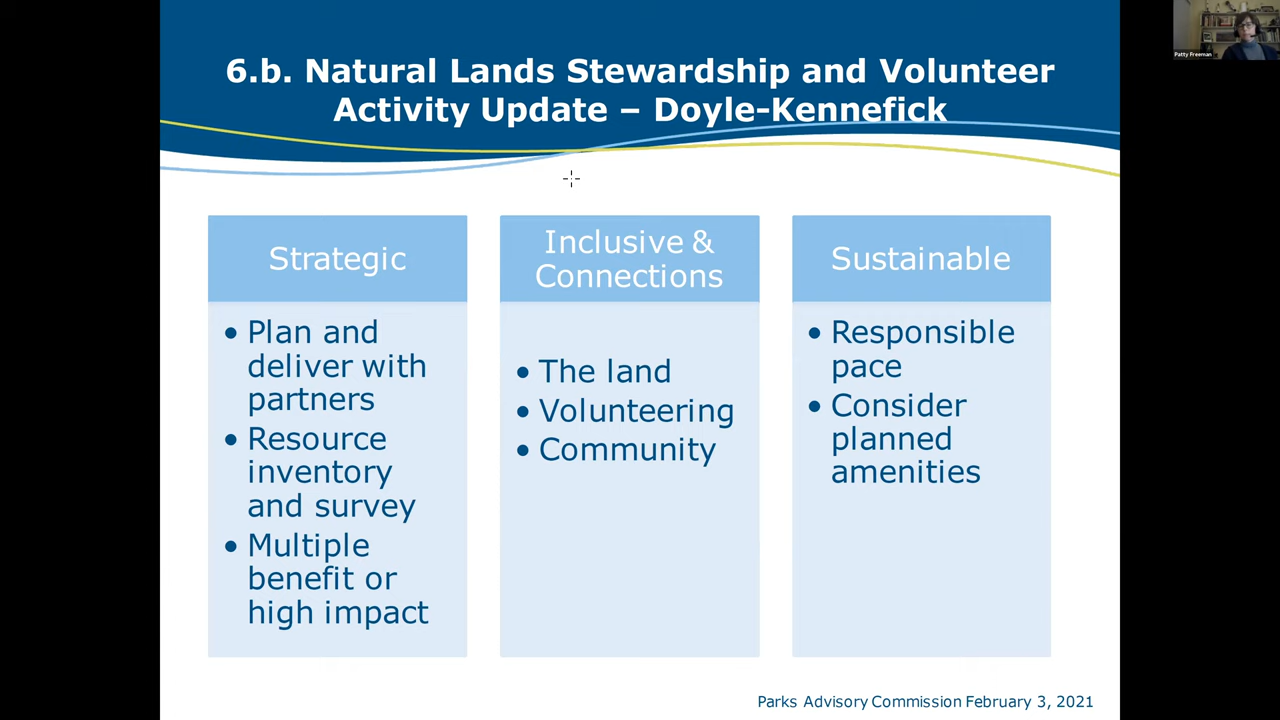 6.b. Natural Lands Stewardship and Volunteer
Activity Update – Doyle-Kennefick
Patty Freeman
Strategic
• Plan and
deliver with
partners
• Resource
inventory
and survey
• Multiple
benefit or
high impact
Inclusive &
Connections
• The land
• Volunteering
• Community
Sustainable
• Responsible
pace
• Consider
planned
amenities
Parks Advisory Commission February 3, 2021